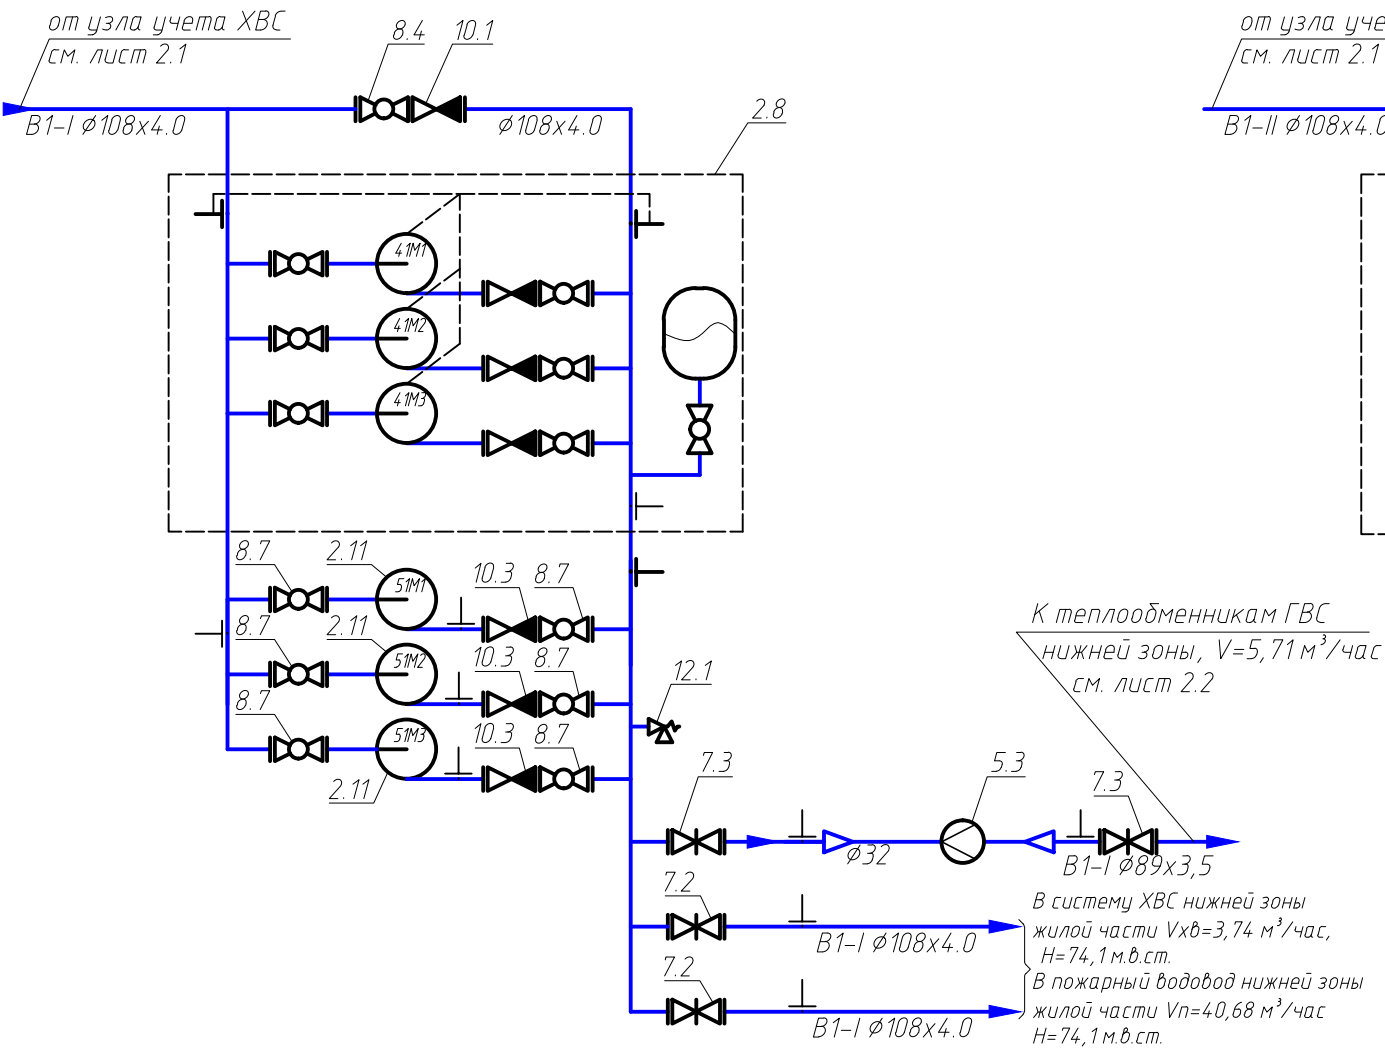 от узла учета ХВС
см. лист 2.1
8.4
10.1
от узла уче
см. лист 2.1
В1-I ⌀108х4.0
⌀108х4.0
2.8
В1-II ⌀108х4.0
41М1
41М2
41М3
8.7
2.11
51М1
10.3
8.7
8.7
2.11
51М2
10.3
8.7
12.1
8.7
51М3
10.3
8.7
2.11
К теплообменникам ГВС
нижней зоны, V=5,71 м³/час
см. лист 2.2
7.3
5.3
7.3
⌀32
В1-I ⌀89х3,5
7.2
В1-I ⌀108х4.0
7.2
В1-I ⌀108х4.0
В систему ХВС нижней зоны
жилой части Vхв=3,74 м³/час,
Н=74,1 м.в.ст.
В пожарный водовод нижней зоны
жилой части Vп=40,68 м³/час
Н=74,1 м.в.ст.